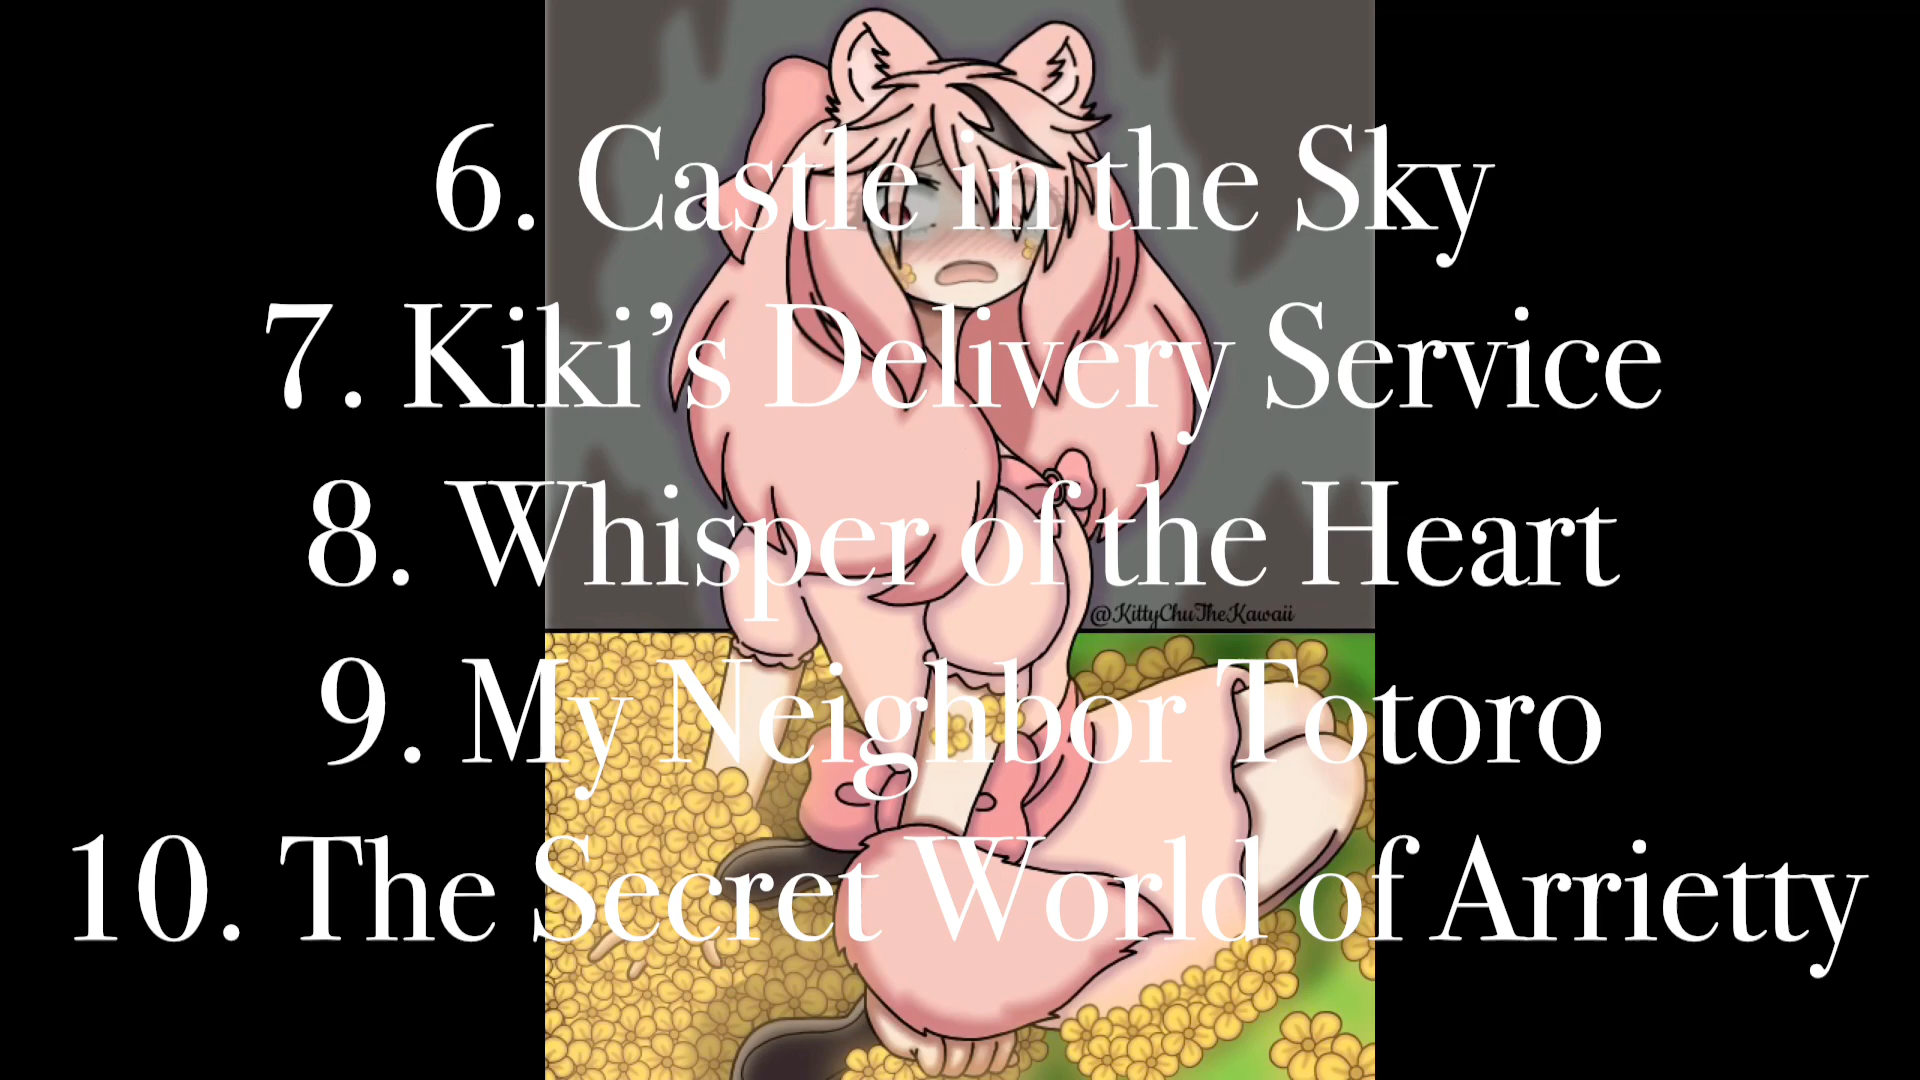 6. Castle in the Sky
7. Kiki’s Delivery Service
8. Whisper of the Heart
@KittyChuTheKawaii
9. My Neighbor Totoro
10. The Secret World of Arrietty